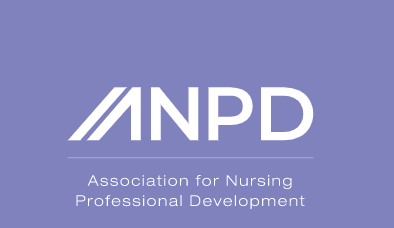 ANPD
Association for Nursing
Professional Development